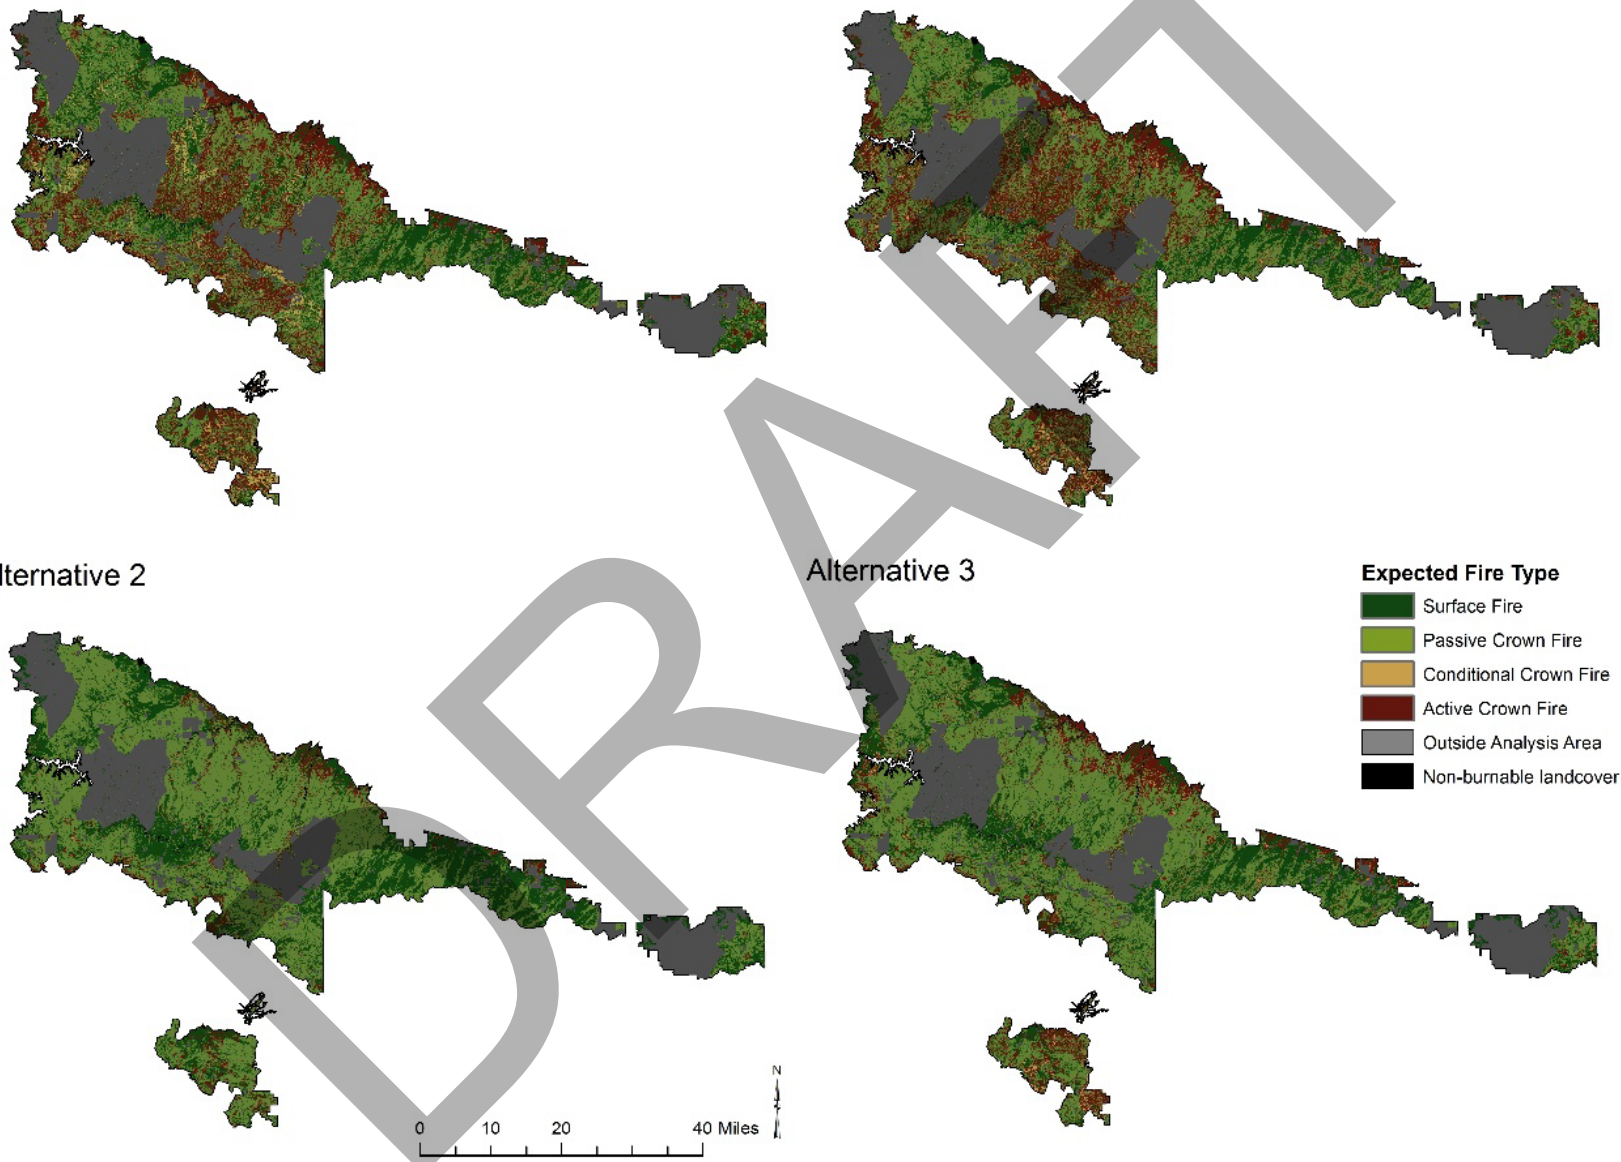 lternative 2
Alternative 3
Expected Fire Type
Surface Fire
Passive Crown Fire
Conditional Crown Fire
Active Crown Fire
Outside Analysis Area
Non-burnable landcover
DRAFT
N
0 10 20 40 Miles